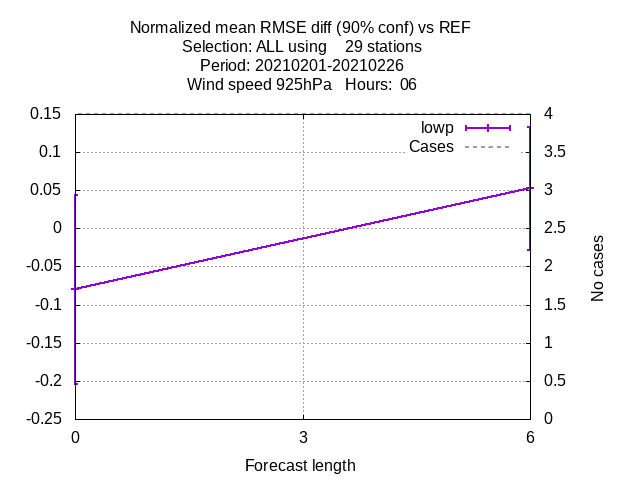 Normalized mean RMSE diff (90% conf) vs REF
Selection: ALL using    29 stations
Period: 20210201-20210226
Wind speed 925hPa   Hours:  06
0.15
0.1
0.05
0
-0.05
-0.1
-0.15
-0.2
-0.25
4
3.5
3
2.5
2
1.5
1
0.5
0
lowp
Cases
No cases
0
3
6
Forecast length